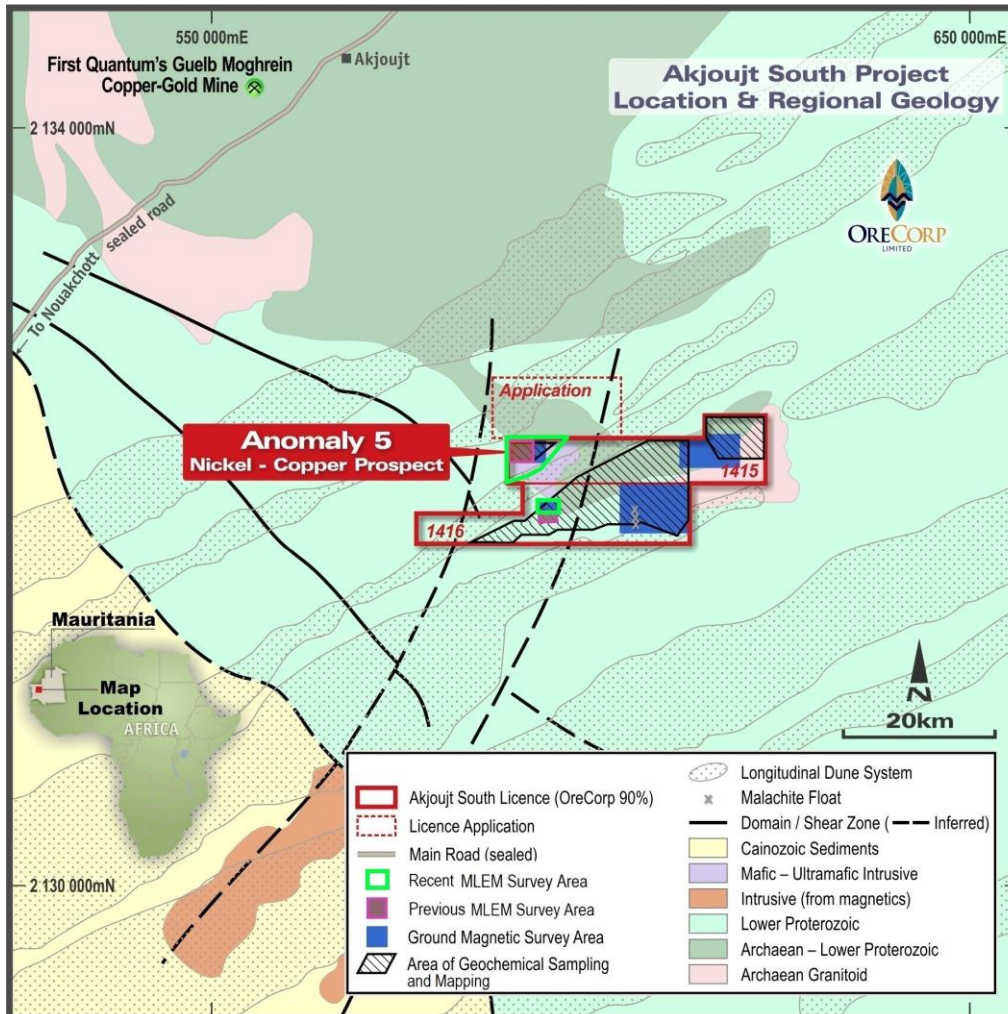 550 000mE
650 000mE
First Quantum's Guelb Moghrein
Copper-Gold Mine
Akjoujt
Akjoujt South Project
Location & Regional Geology
2 134 000mN
ORECORP
LIMITED
To Nouakchott sealed road
Application
Anomaly 5
Nickel - Copper Prospect
1415
1416
Mauritania
Map
Location
AFRICA
N
20km
2 130 000mN
Akjoujt South Licence (OreCorp 90%)
Licence Application
Main Road (sealed)
Recent MLEM Survey Area
Previous MLEM Survey Area
Ground Magnetic Survey Area
Area of Geochemical Sampling
and Mapping
Longitudinal Dune System
Malachite Float
Domain / Shear Zone ( Inferred)
Cainozoic Sediments
Mafic – Ultramafic Intrusive
Intrusive (from magnetics)
Lower Proterozoic
Archaean – Lower Proterozoic
Archaean Granitoid